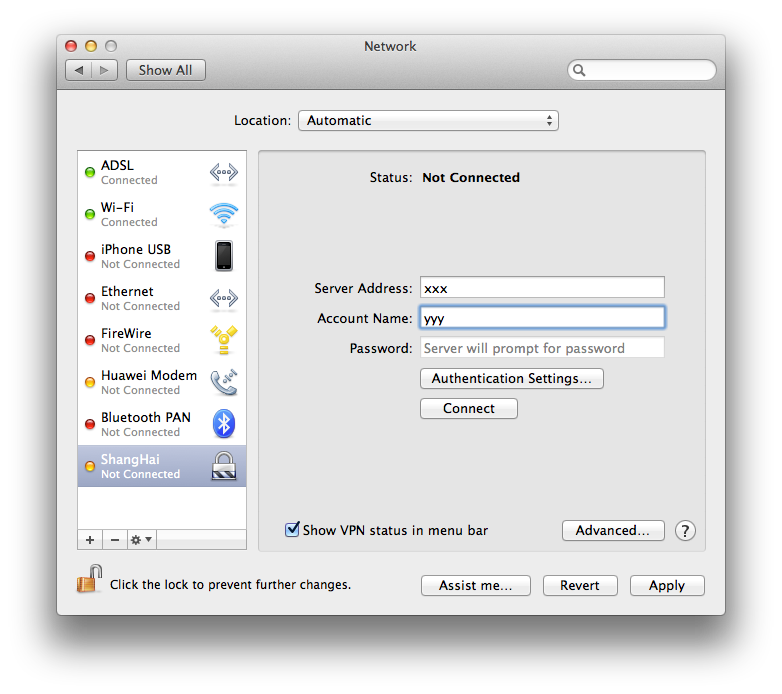 Network
Show All
Location: Automatic
ADSL
Connected
Wi-Fi
Connected
iPhone USB
Not Connected
Ethernet
Not Connected
FireWire
Not Connected
Huawei Modem
Not Connected
Bluetooth PAN
Not Connected
ShangHai
Not Connected
Status: Not Connected
Server Address: xxx
Account Name: yyy
Password: Server will prompt for password
Authentication Settings...
Connect
Show VPN status in menu bar
Advanced...
?
Click the lock to prevent further changes.
Assist me...
Revert
Apply